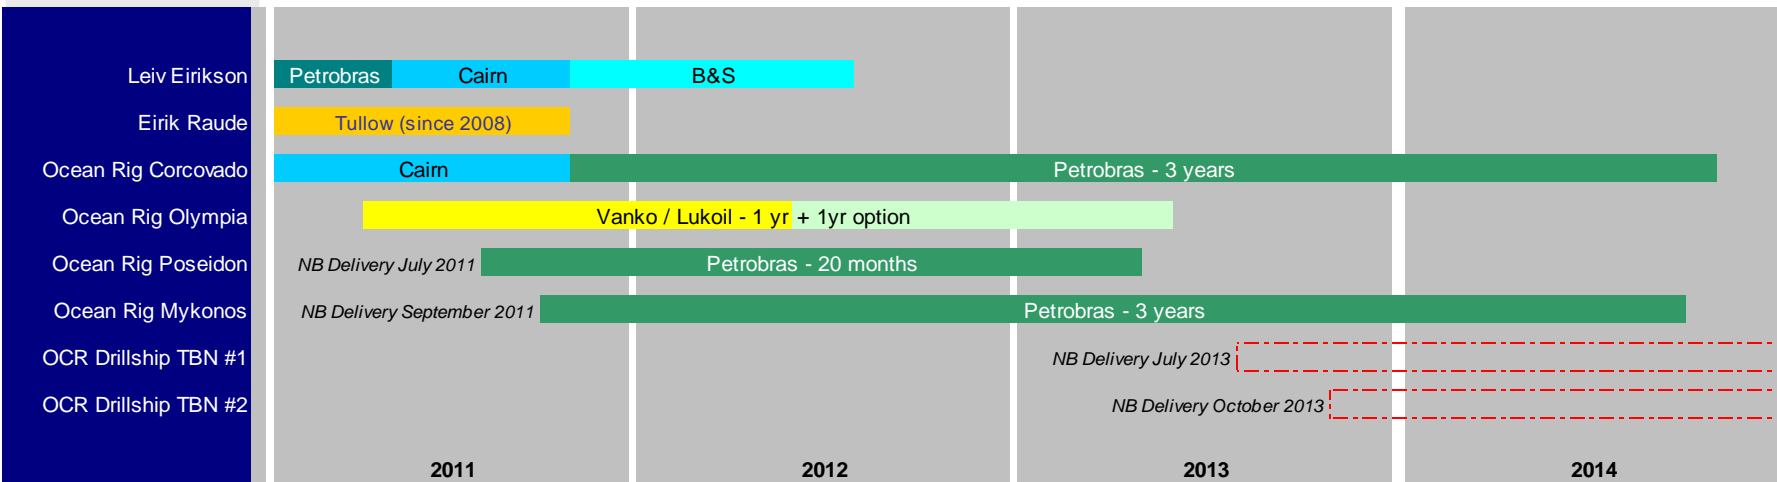 Leiv Eirikson Petrobras Cairn B&S
Eirik Raude Tullow (since 2008)
Ocean Rig Corcovado Cairn Petrobras - 3 years
Ocean Rig Olympia Vanko / Lukoil - 1 yr + 1yr option
Ocean Rig Poseidon NB Delivery July 2011 Petrobras - 20 months
Ocean Rig Mykonos NB Delivery September 2011 Petrobras - 3 years
OCR Drillship TBN #1 NB Delivery July 2013
OCR Drillship TBN #2 NB Delivery October 2013
2011 2012 2013 2014